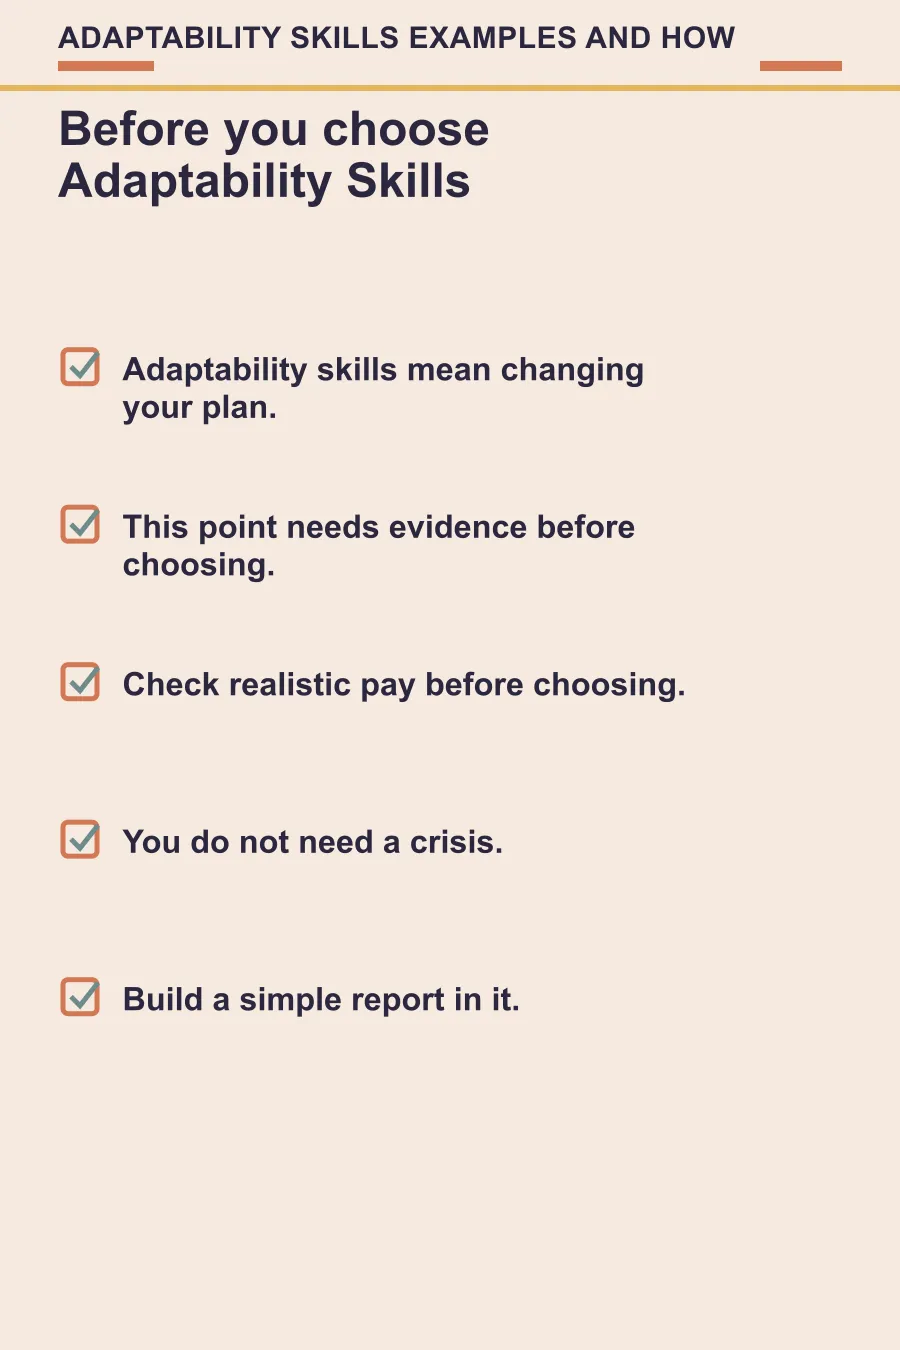 ADAPTABILITY SKILLS EXAMPLES AND HOW
Before you choose
Adaptability Skills
Adaptability skills mean changing
your plan.
This point needs evidence before
choosing.
Check realistic pay before choosing.
You do not need a crisis.
Build a simple report in it.